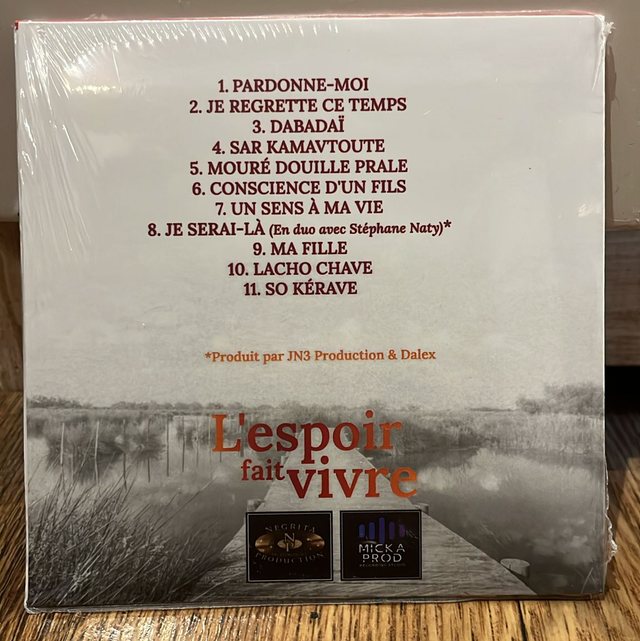 1. PARDONNE-MOI
2. JE REGRETTE CE TEMPS
3. DABADAÏ
4. SAR KAMAVTOUTE
5. MOURÉ DOUILLE PRALE
6. CONSCIENCE D'UN FILS
7. UN SENS À MA VIE
8. JE SERAI-LÀ (En duo avec Stéphane Naty)*
9. MA FILLE
10. LACHO CHAVE
11. SO KÉRAVE
*Produit par JN3 Production & Dalex
L'espoir
fait vivre
NEGRITA
PRODUCTION
MICKA
PROD